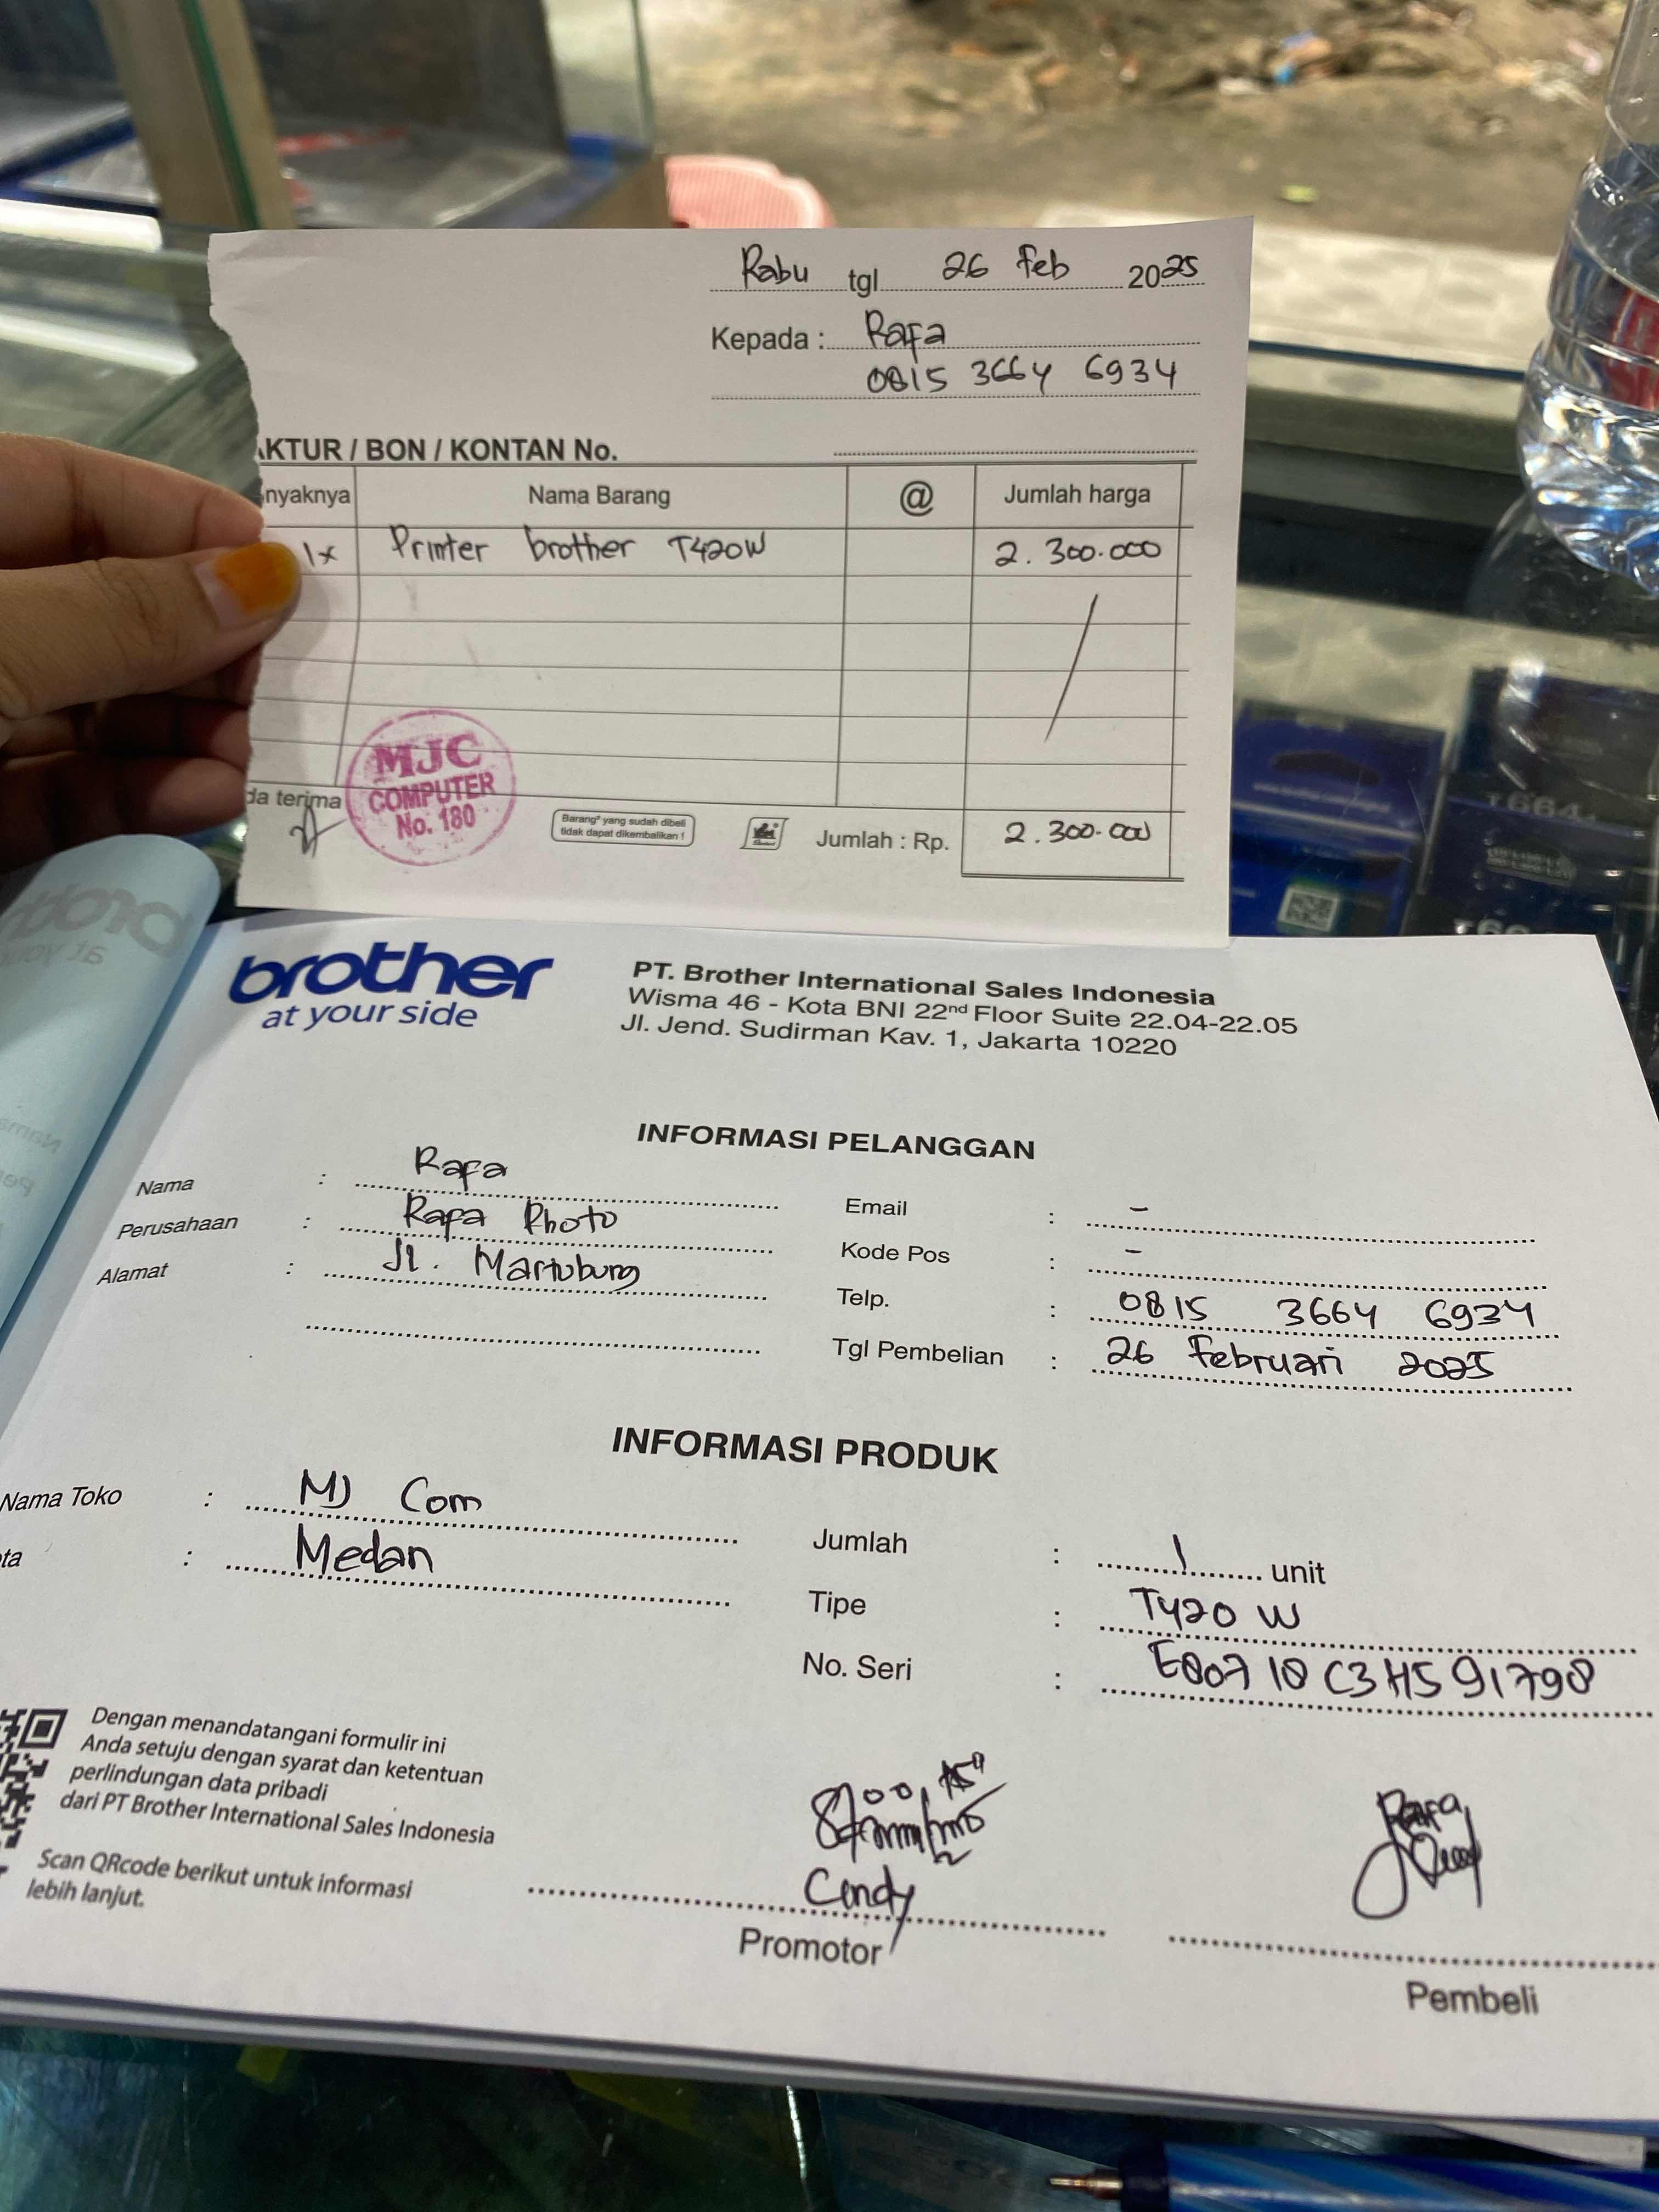 Rabu tgl 26 Feb 2025
Kepada : Rafa
0815 3664 6934
AKTUR / BON / KONTAN No.
nyaknya Nama Barang @ Jumlah harga
1x Printer brother T420W 2.300.000
da terima
MJC
COMPUTER
No. 180
Barang² yang sudah dibeli
tidak dapat dikembalikan !
Jumlah : Rp. 2.300.000
brother
at your side
PT. Brother International Sales Indonesia
Wisma 46 - Kota BNI 22nd Floor Suite 22.04-22.05
Jl. Jend. Sudirman Kav. 1, Jakarta 10220
INFORMASI PELANGGAN
Nama : Rafa
Perusahaan : Rapa Photo
Alamat : Jl. Martubung
Email : -
Kode Pos : -
Telp. : 0815 3664 6934
Tgl Pembelian : 26 Februari 2025
INFORMASI PRODUK
Nama Toko : MJ Com
ta : Medan
Jumlah : 1 unit
Tipe : T420 W
No. Seri : E80710C3H591798
Dengan menandatangani formulir ini
Anda setuju dengan syarat dan ketentuan
perlindungan data pribadi
dari PT Brother International Sales Indonesia
Scan QRcode berikut untuk informasi
lebih lanjut.
Cindy
Promotor
Rafa
Pembeli
T664